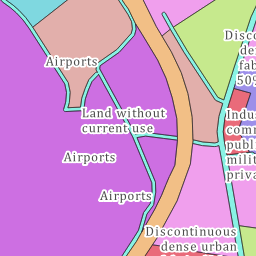 Disco
de
Airports
fab
50%
Land without
current use
Indus
comm
publi
milit
priva
Airports
Airports
Discontinuous
dense urban